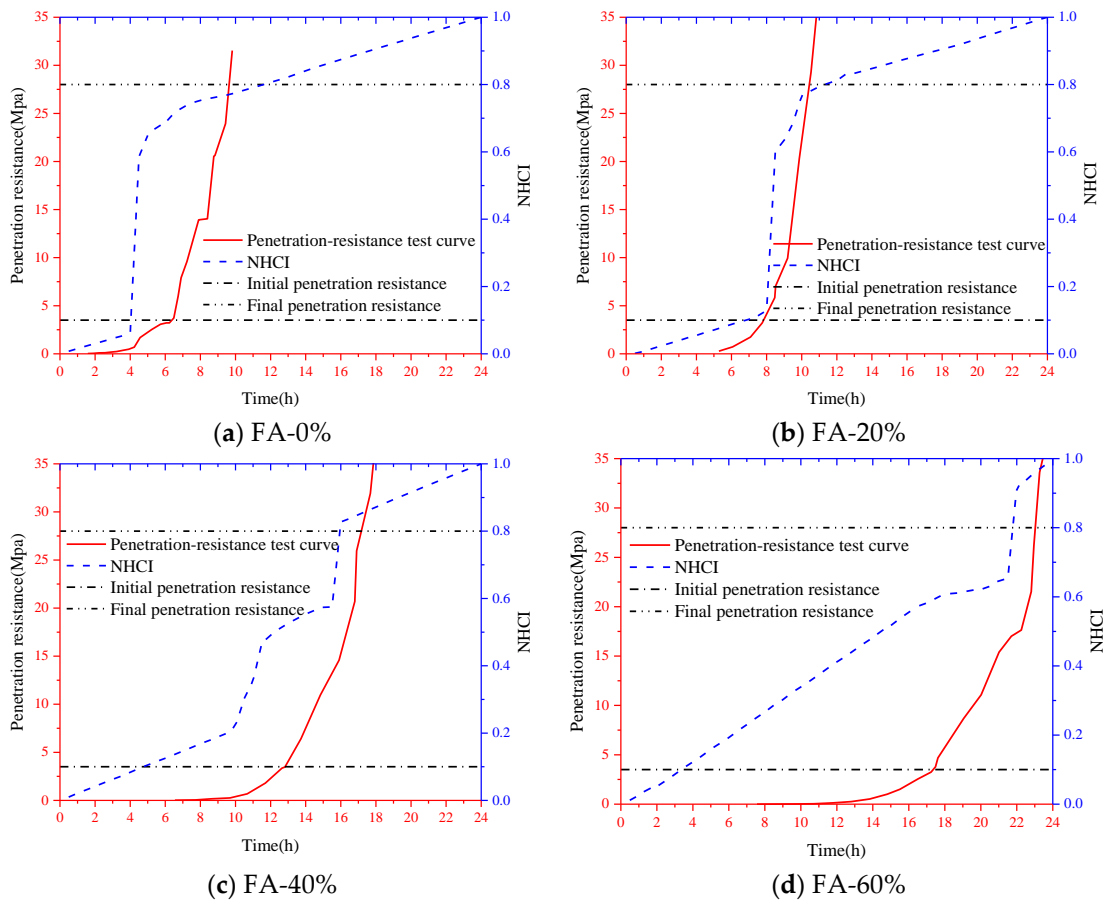 35
30
25
20
15
10
5
0
Penetration resistance(Mpa)
1.0
0.8
0.6
0.4
0.2
0.0
NHCI
Penetration-resistance test curve
NHCI
Initial penetration resistance
Final penetration resistance
0 2 4 6 8 10 12 14 16 18 20 22 24
Time(h)
(a) FA-0%
35
30
25
20
15
10
5
0
Penetration resistance(Mpa)
1.0
0.8
0.6
0.4
0.2
0.0
NHCI
Penetration-resistance test curve
NHCI
Initial penetration resistance
Final penetration resistance
0 2 4 6 8 10 12 14 16 18 20 22 24
Time(h)
(b) FA-20%
35
30
25
20
15
10
5
0
Penetration resistance(Mpa)
1.0
0.8
0.6
0.4
0.2
0.0
NHCI
Penetration-resistance test curve
NHCI
Initial penetration resistance
Final penetration resistance
0 2 4 6 8 10 12 14 16 18 20 22 24
Time(h)
(c) FA-40%
35
30
25
20
15
10
5
0
Penetration resistance(Mpa)
1.0
0.8
0.6
0.4
0.2
0.0
NHCI
Penetration-resistance test curve
NHCI
Initial penetration resistance
Final penetration resistance
0 2 4 6 8 10 12 14 16 18 20 22 24
Time(h)
(d) FA-60%